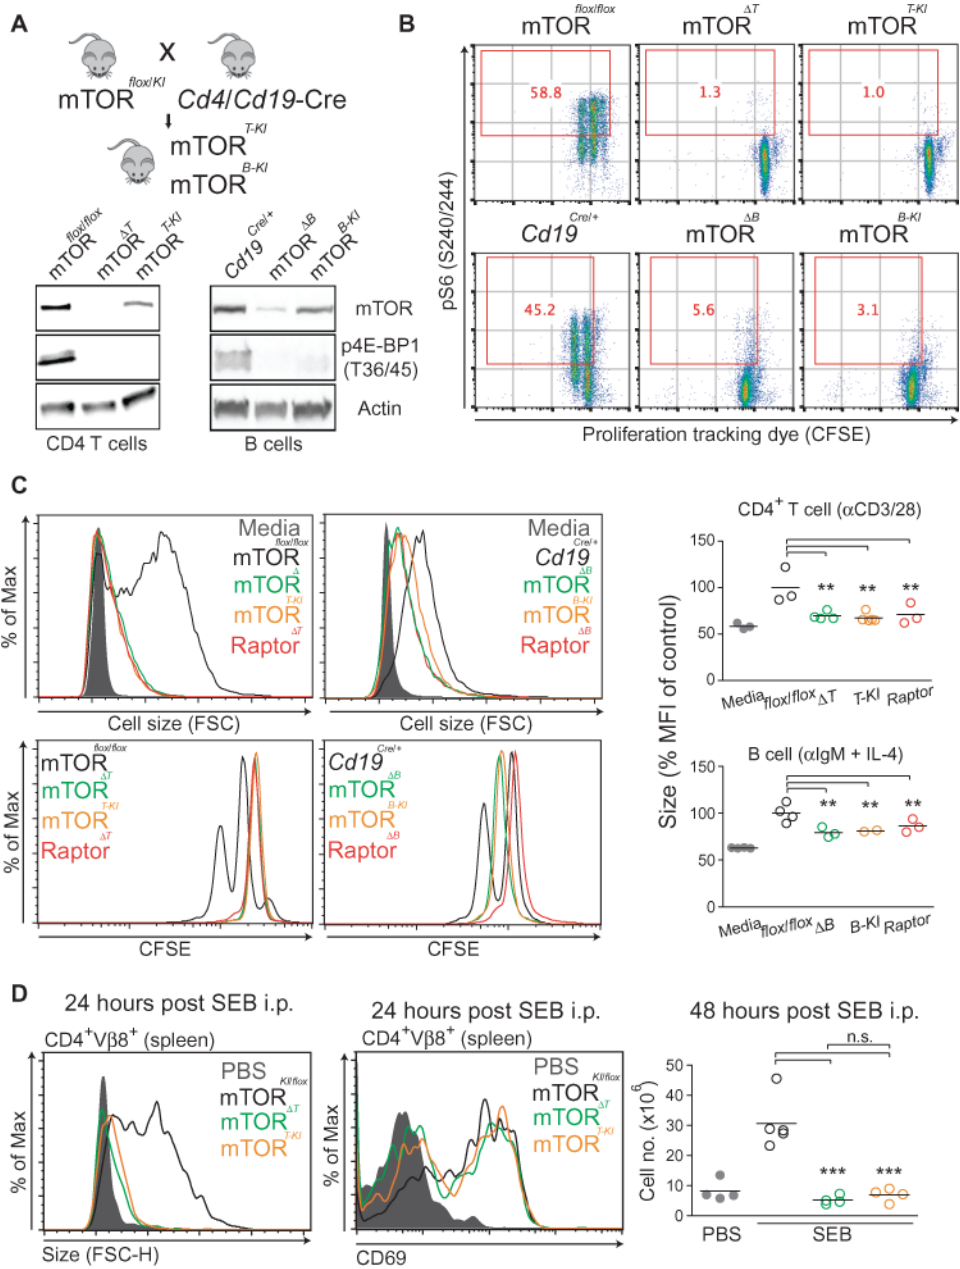 A
X
mTOR flox/KI
Cd4/Cd19-Cre
mTOR T-KI
mTOR B-KI
mTOR flox/flox
mTOR ΔT
mTOR T-KI
Cd19 Cre/+
mTOR ΔB
mTOR B-KI
mTOR
p4E-BP1
(T36/45)
Actin
CD4 T cells
B cells
B
mTOR flox/flox
mTOR ΔT
mTOR T-KI
58.8
1.3
1.0
Cd19 Cre/+
mTOR ΔB
mTOR B-KI
45.2
5.6
3.1
pS6 (S240/244)
Proliferation tracking dye (CFSE)
C
% of Max
Media
mTOR flox/flox
mTOR Δ
mTOR T-KI
Raptor ΔT
Cell size (FSC)
Media
Cd19 Cre/+
mTOR ΔB
mTOR B-KI
Raptor ΔB
Cell size (FSC)
% of Max
mTOR flox/flox
mTOR ΔT
mTOR T-KI
Raptor ΔT
CFSE
Cd19 Cre/+
mTOR ΔB
mTOR B-KI
Raptor ΔB
CFSE
Size (% MFI of control)
CD4+ T cell (αCD3/28)
150
100
50
0
** ** **
Media flox/flox ΔT T-KI Raptor
B cell (αIgM + IL-4)
150
100
50
0
** ** **
Media flox/flox ΔB B-KI Raptor
D
24 hours post SEB i.p.
CD4+Vβ8+ (spleen)
% of Max
PBS
mTOR KI/flox
mTOR ΔT
mTOR T-KI
Size (FSC-H)
24 hours post SEB i.p.
CD4+Vβ8+ (spleen)
% of Max
PBS
mTOR KI/flox
mTOR ΔT
mTOR T-KI
CD69
48 hours post SEB i.p.
n.s.
Cell no. (x10 6)
50
40
30
20
10
0
*** ***
PBS
SEB